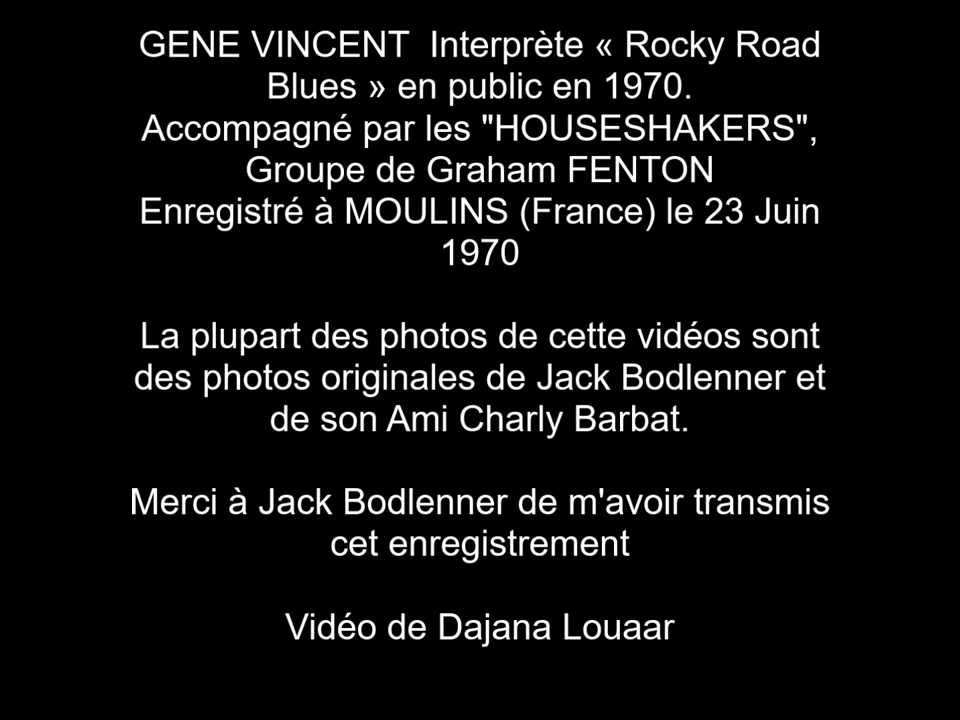 GENE VINCENT  Interprète « Rocky Road
Blues » en public en 1970.
Accompagné par les "HOUSESHAKERS",
Groupe de Graham FENTON
Enregistré à MOULINS (France) le 23 Juin
1970
La plupart des photos de cette vidéos sont
des photos originales de Jack Bodlenner et
de son Ami Charly Barbat.
Merci à Jack Bodlenner de m'avoir transmis
cet enregistrement
Vidéo de Dajana Louaar